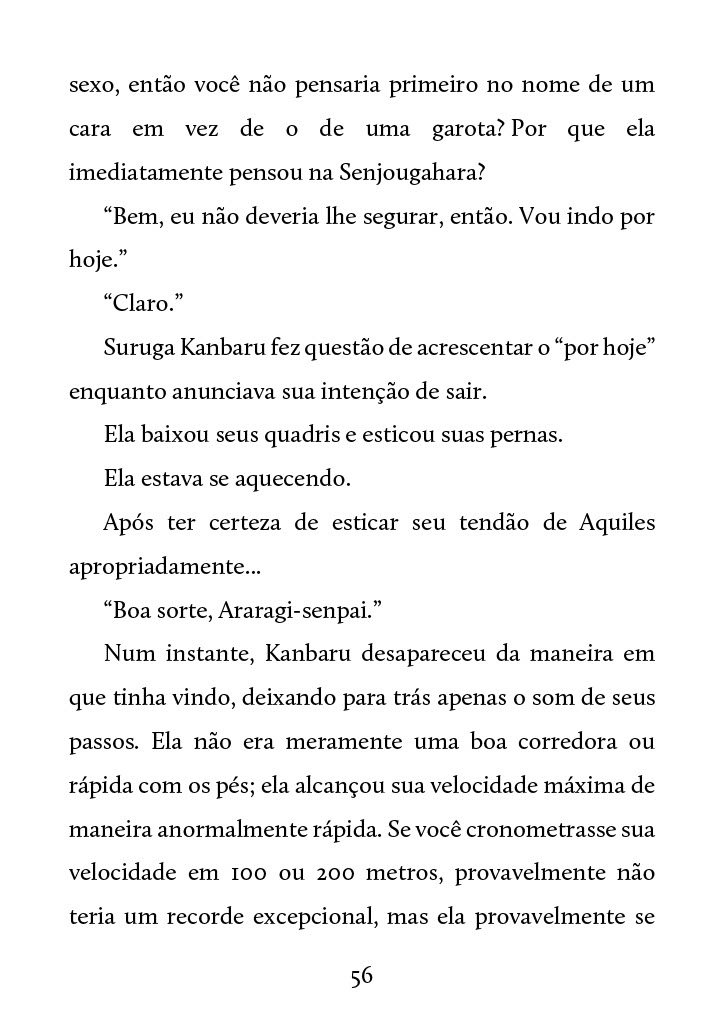 sexo, então você não pensaria primeiro no nome de um
cara em vez de o de uma garota? Por que ela
imediatamente pensou na Senjougahara?
“Bem, eu não deveria lhe segurar, então. Vou indo por
hoje.”
“Claro.”
Suruga Kanbaru fez questão de acrescentar o “por hoje”
enquanto anunciava sua intenção de sair.
Ela baixou seus quadris e esticou suas pernas.
Ela estava se aquecendo.
Após ter certeza de esticar seu tendão de Aquiles
apropriadamente...
“Boa sorte, Araragi-senpai.”
Num instante, Kanbaru desapareceu da maneira em
que tinha vindo, deixando para trás apenas o som de seus
passos. Ela não era meramente uma boa corredora ou
rápida com os pés; ela alcançou sua velocidade máxima de
maneira anormalmente rápida. Se você cronometrasse sua
velocidade em 100 ou 200 metros, provavelmente não
teria um recorde excepcional, mas ela provavelmente se
56